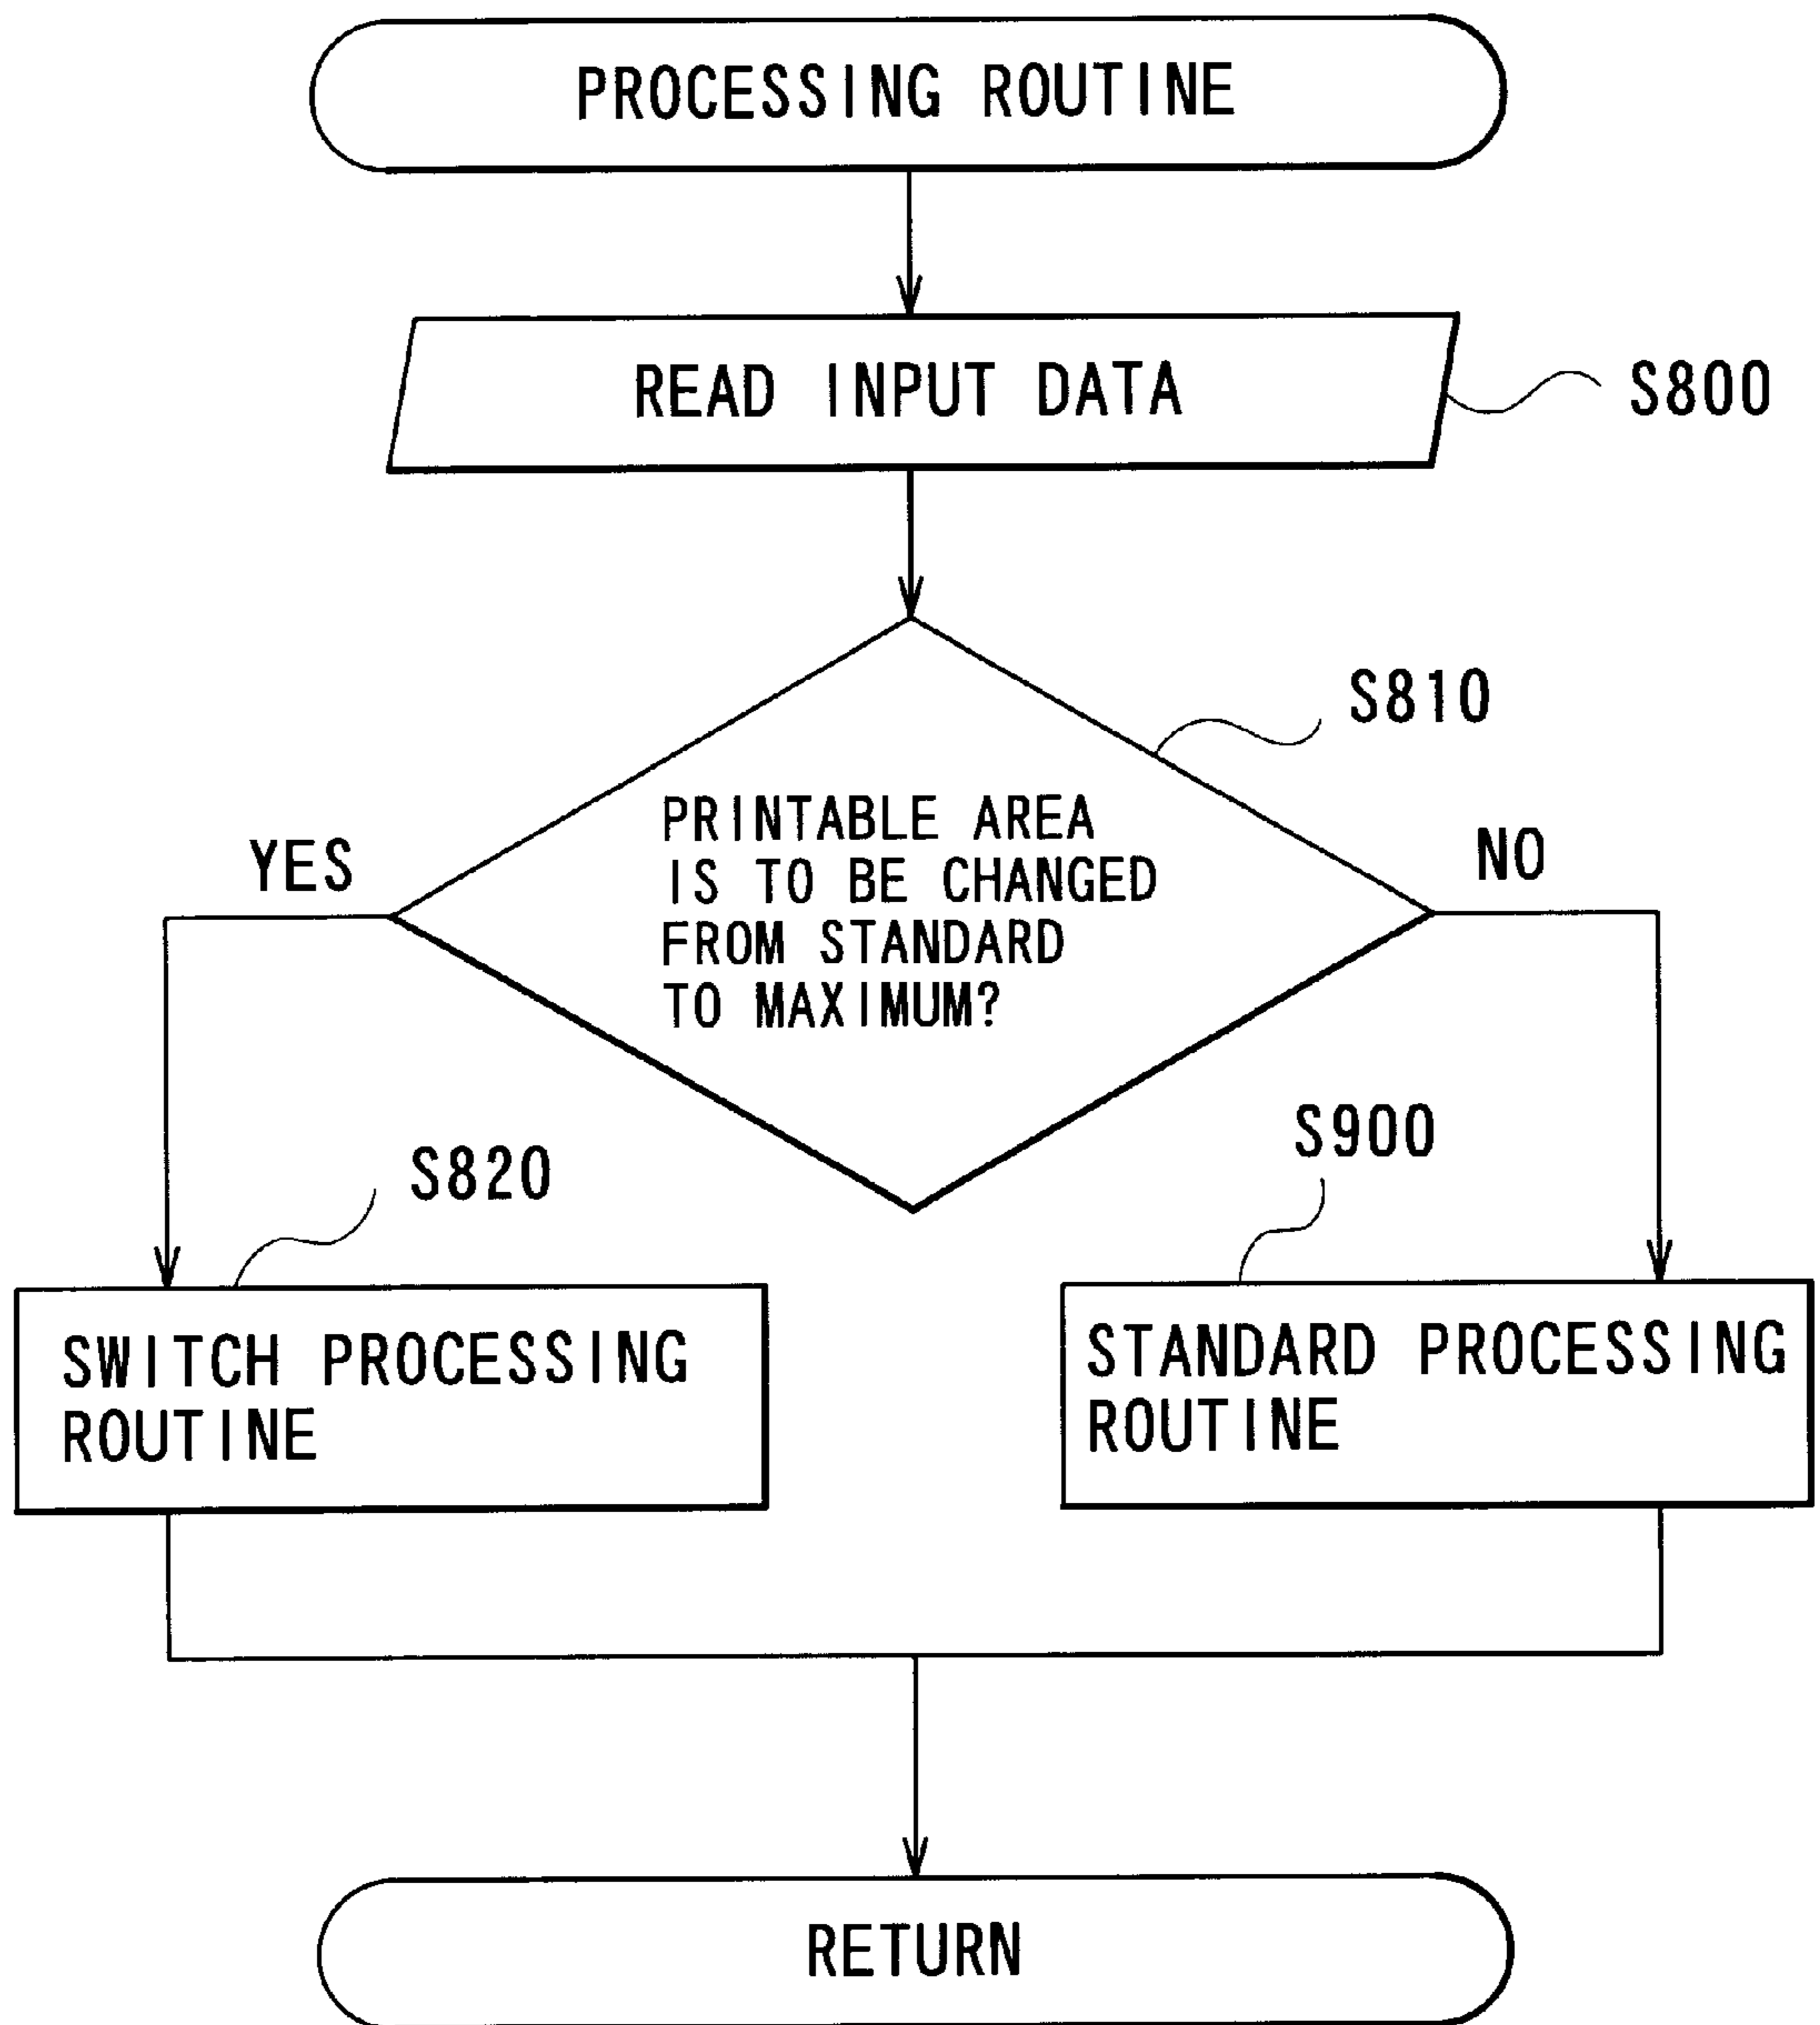 PROCESSING ROUTINE
READ INPUT DATA
S800
S810
PRINTABLE AREA
IS TO BE CHANGED
FROM STANDARD
TO MAXIMUM?
YES
NO
S820
S900
SWITCH PROCESSING
ROUTINE
STANDARD PROCESSING
ROUTINE
RETURN